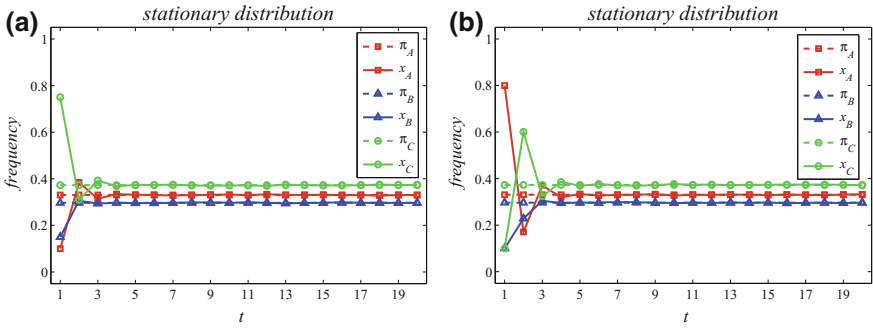 (a)
stationary distribution
1
0.8
0.6
0.4
0.2
0
frequency
1 3 5 7 9 11 13 15 17 19
t
π_A
x_A
π_B
x_B
π_C
x_C
(b)
stationary distribution
1
0.8
0.6
0.4
0.2
0
frequency
1 3 5 7 9 11 13 15 17 19
t
π_A
x_A
π_B
x_B
π_C
x_C